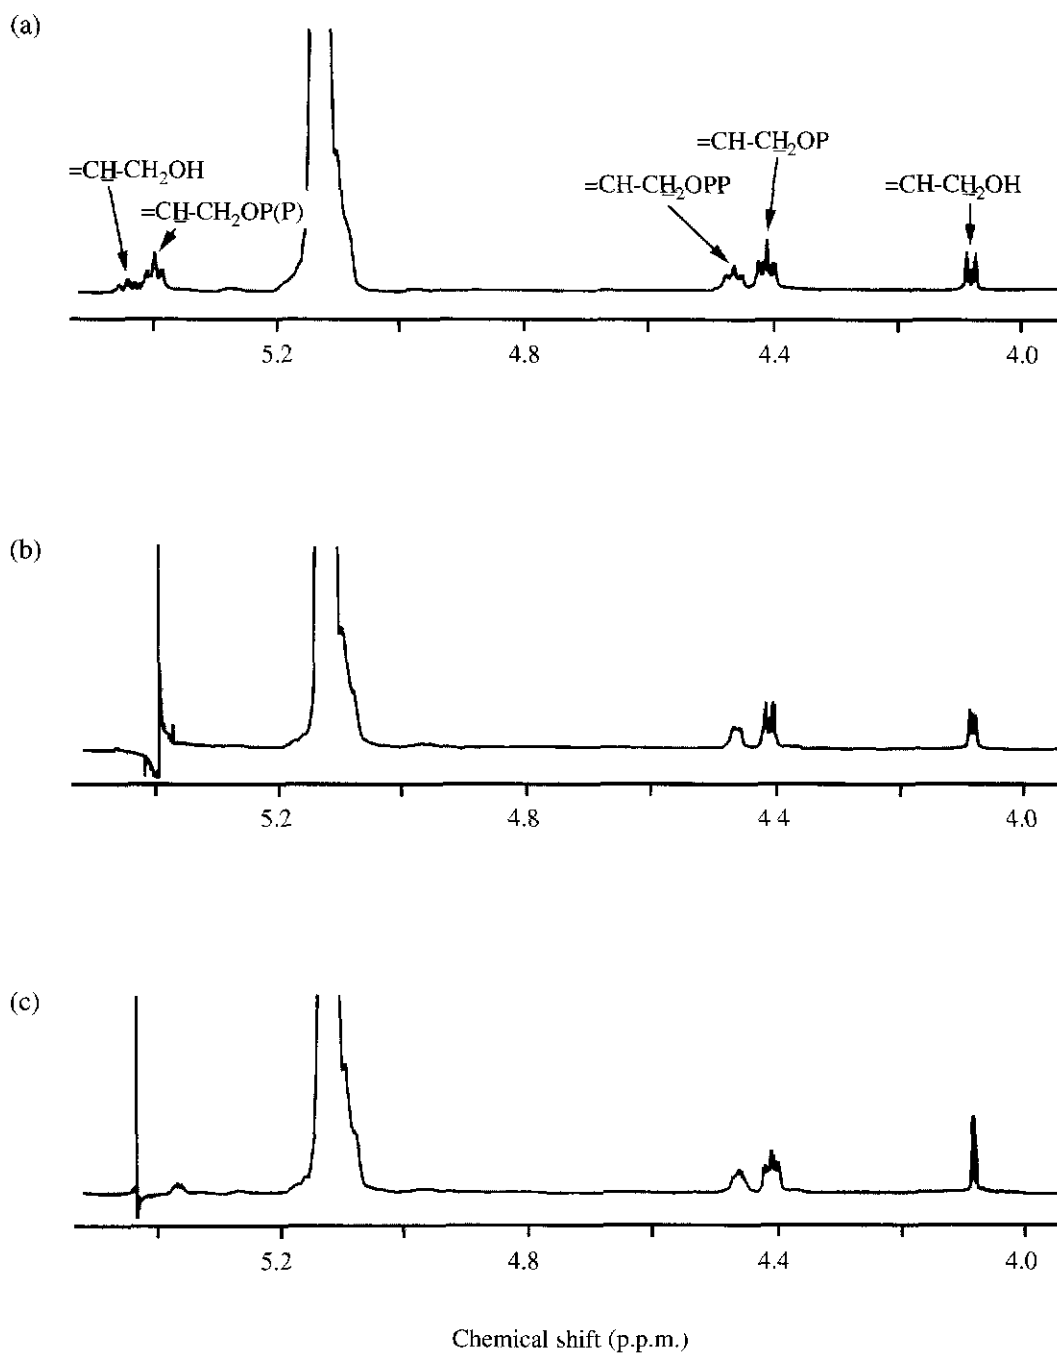 (a)
=CH-CH₂OP
=CH-CH₂OH
=CH-CH₂OPP
=CH-CH₂OH
=CH-CH₂OP(P)
5.2 4.8 4.4 4.0
(b)
5.2 4.8 4 4 4.0
(c)
5.2 4.8 4.4 4.0
Chemical shift (p.p.m.)